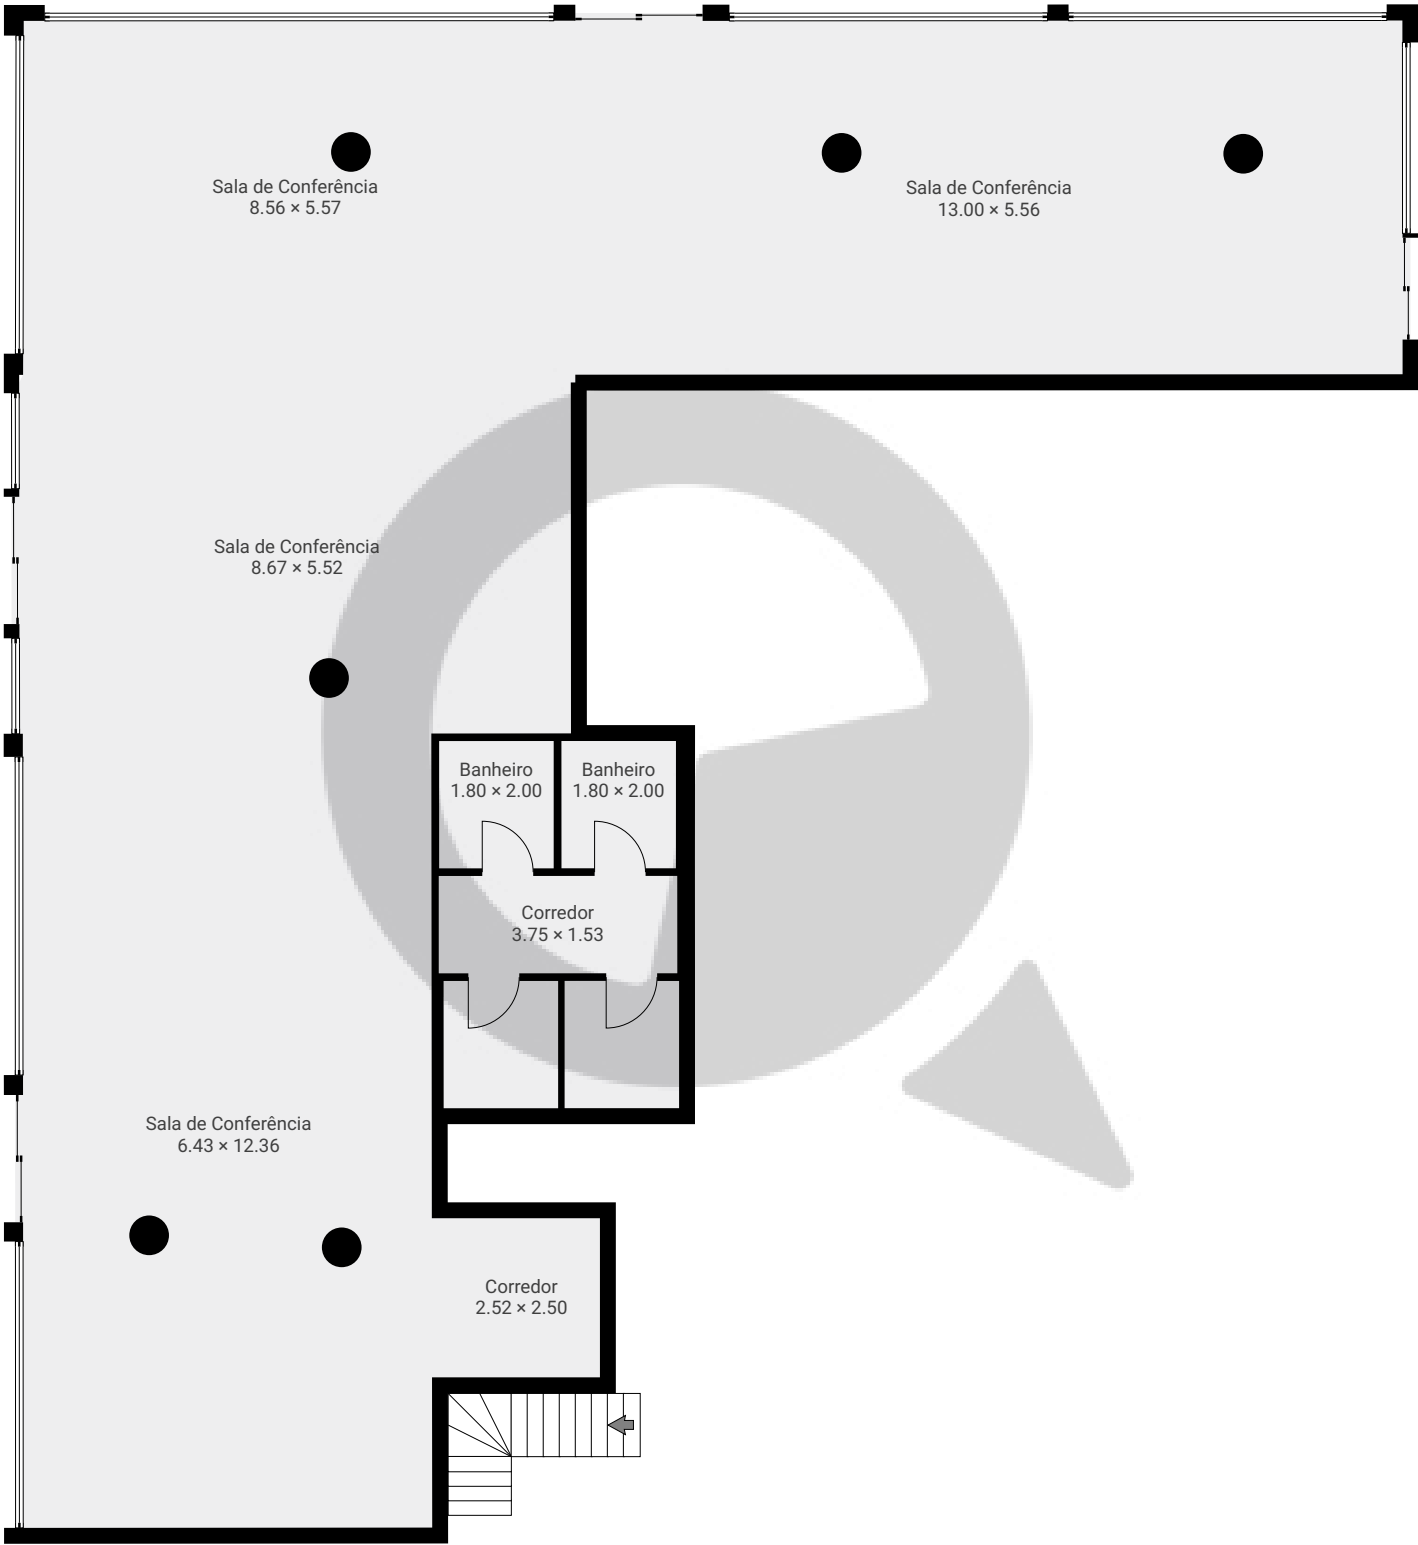 Sala de Conferência
8.56 × 5.57
Sala de Conferência
13.00 × 5.56
Sala de Conferência
8.67 × 5.52
Banheiro
1.80 × 2.00
Banheiro
1.80 × 2.00
Corredor
3.75 × 1.53
Sala de Conferência
6.43 × 12.36
Corredor
2.52 × 2.50